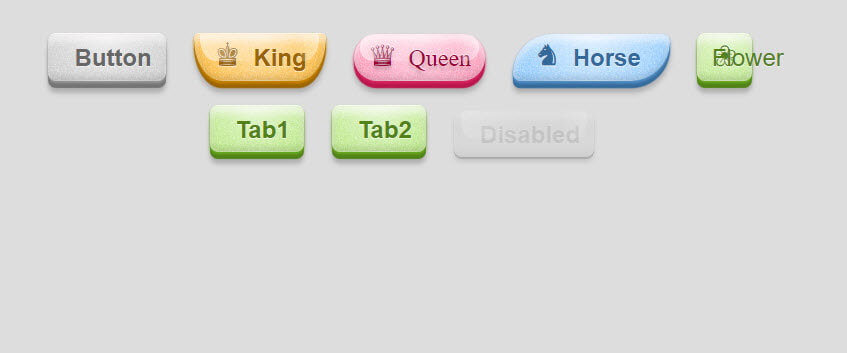 Button ♔ King ♕ Queen ♞ Horse ❀ Flower
Tab1 Tab2 Disabled